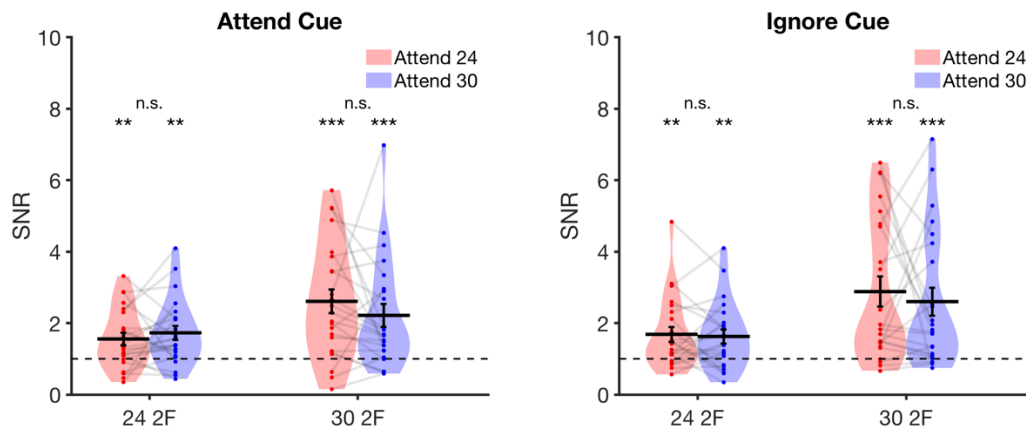 Attend Cue
10
8
6
4
2
0
SNR
Attend 24
Attend 30
n.s.
** **
n.s.
*** ***
24 2F
30 2F
Ignore Cue
10
8
6
4
2
0
SNR
Attend 24
Attend 30
n.s.
** **
n.s.
*** ***
24 2F
30 2F